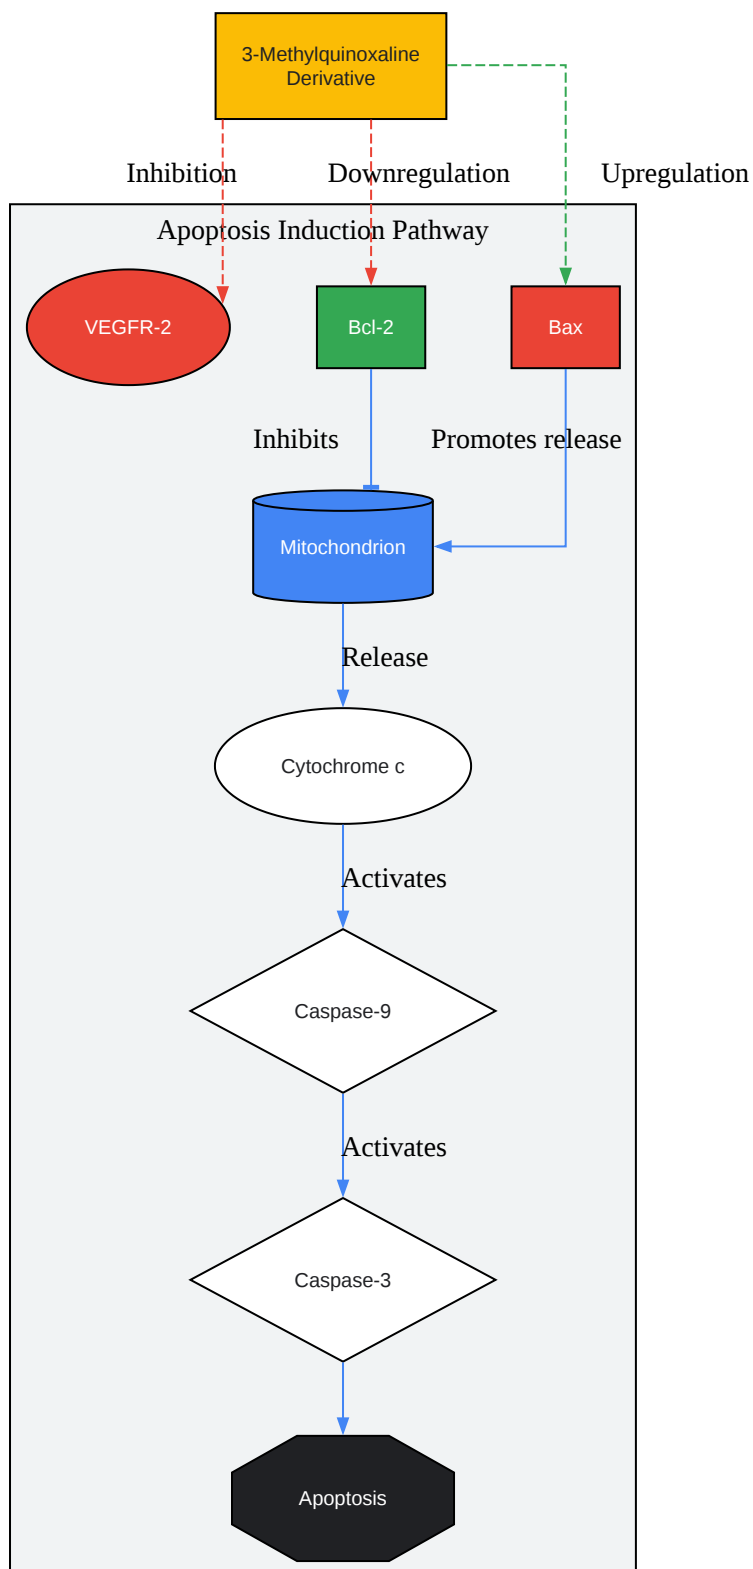 3-Methylquinoxaline
Derivative
Inhibition
Downregulation
Upregulation
Apoptosis Induction Pathway
VEGFR-2
Bcl-2
Bax
Inhibits
Promotes release
Mitochondrion
Release
Cytochrome c
Activates
Caspase-9
Activates
Caspase-3
Apoptosis